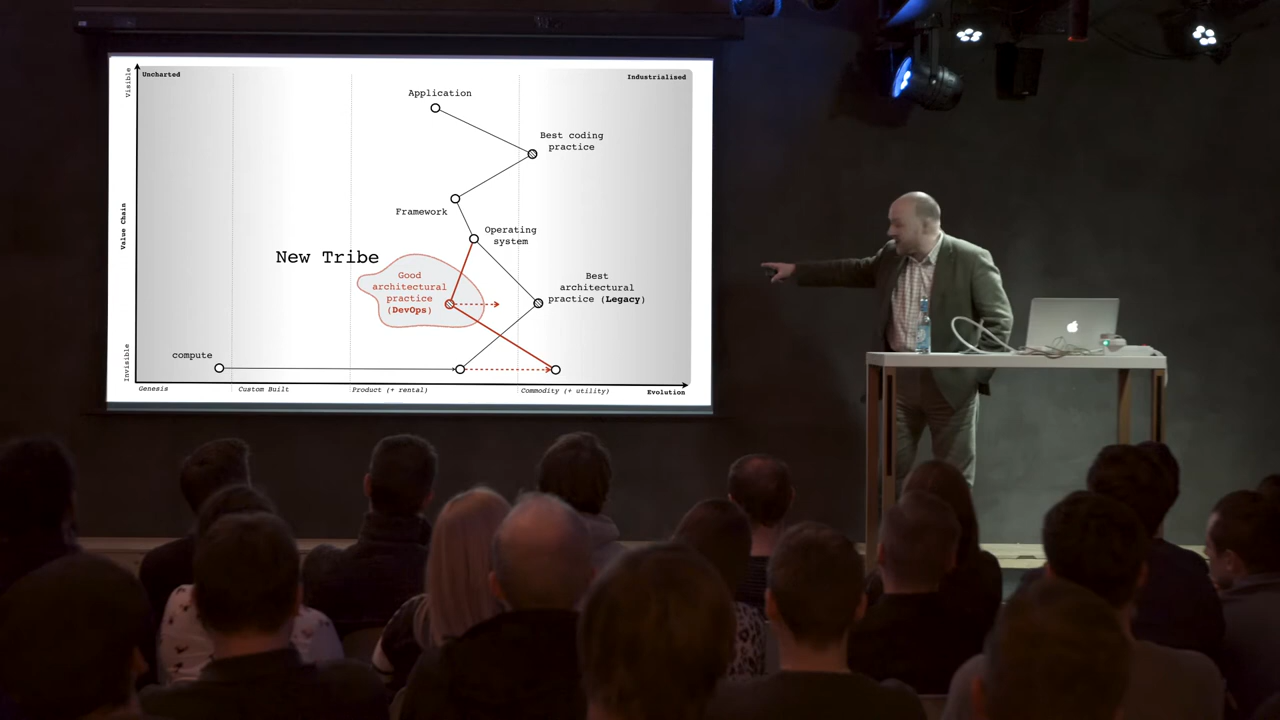 Uncharted
Industrialised
Visible
Value Chain
Invisible
Application
Best coding
practice
Framework
Operating
system
New Tribe
Good
architectural
practice
(DevOps)
Best
architectural
practice (Legacy)
compute
Genesis
Custom Built
Product (+ rental)
Commodity (+ utility)
Evolution